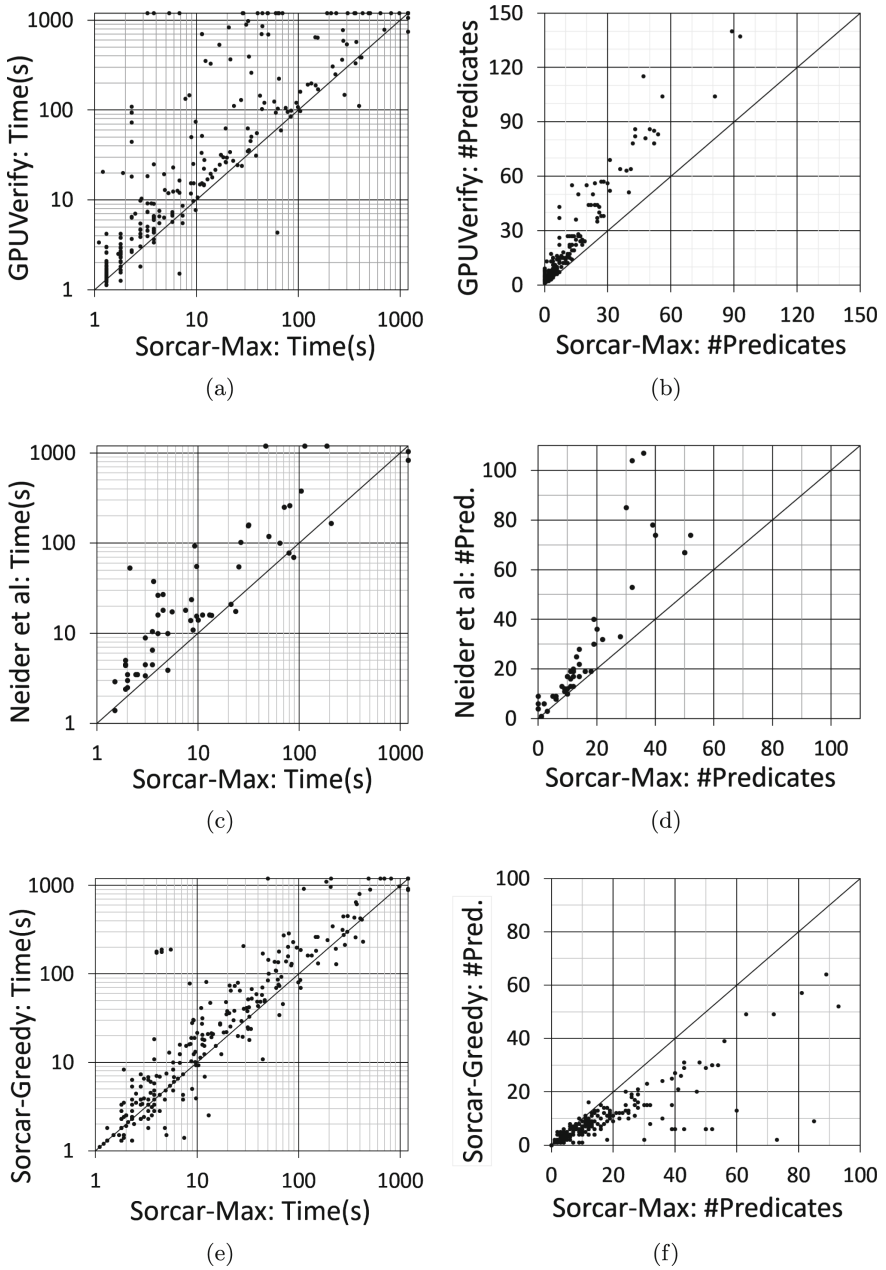 GPUVerify: Time(s)
1000
100
10
1
1 10 100 1000
Sorcar-Max: Time(s)
(a)
GPUVerify: #Predicates
150
120
90
60
30
0
0 30 60 90 120 150
Sorcar-Max: #Predicates
(b)
Neider et al: Time(s)
1000
100
10
1
1 10 100 1000
Sorcar-Max: Time(s)
(c)
Neider et al: #Pred.
100
80
60
40
20
0
0 20 40 60 80 100
Sorcar-Max: #Predicates
(d)
Sorcar-Greedy: Time(s)
1000
100
10
1
1 10 100 1000
Sorcar-Max: Time(s)
(e)
Sorcar-Greedy: #Pred.
100
80
60
40
20
0
0 20 40 60 80 100
Sorcar-Max: #Predicates
(f)